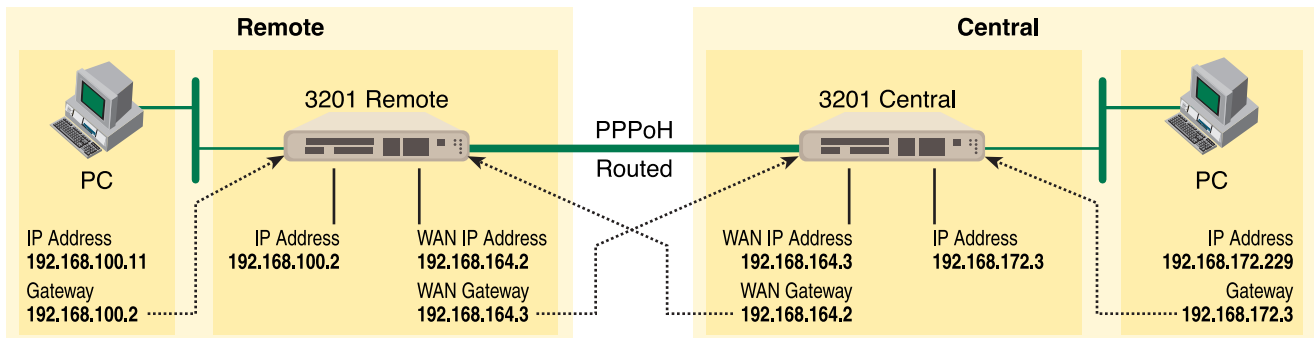 Remote
Central
3201 Remote
3201 Central
PPPoH
Routed
PC
PC
IP Address
192.168.100.11
Gateway
192.168.100.2
IP Address
192.168.100.2
WAN IP Address
192.168.164.2
WAN Gateway
192.168.164.3
WAN IP Address
192.168.164.3
WAN Gateway
192.168.164.2
IP Address
192.168.172.3
IP Address
192.168.172.229
Gateway
192.168.172.3